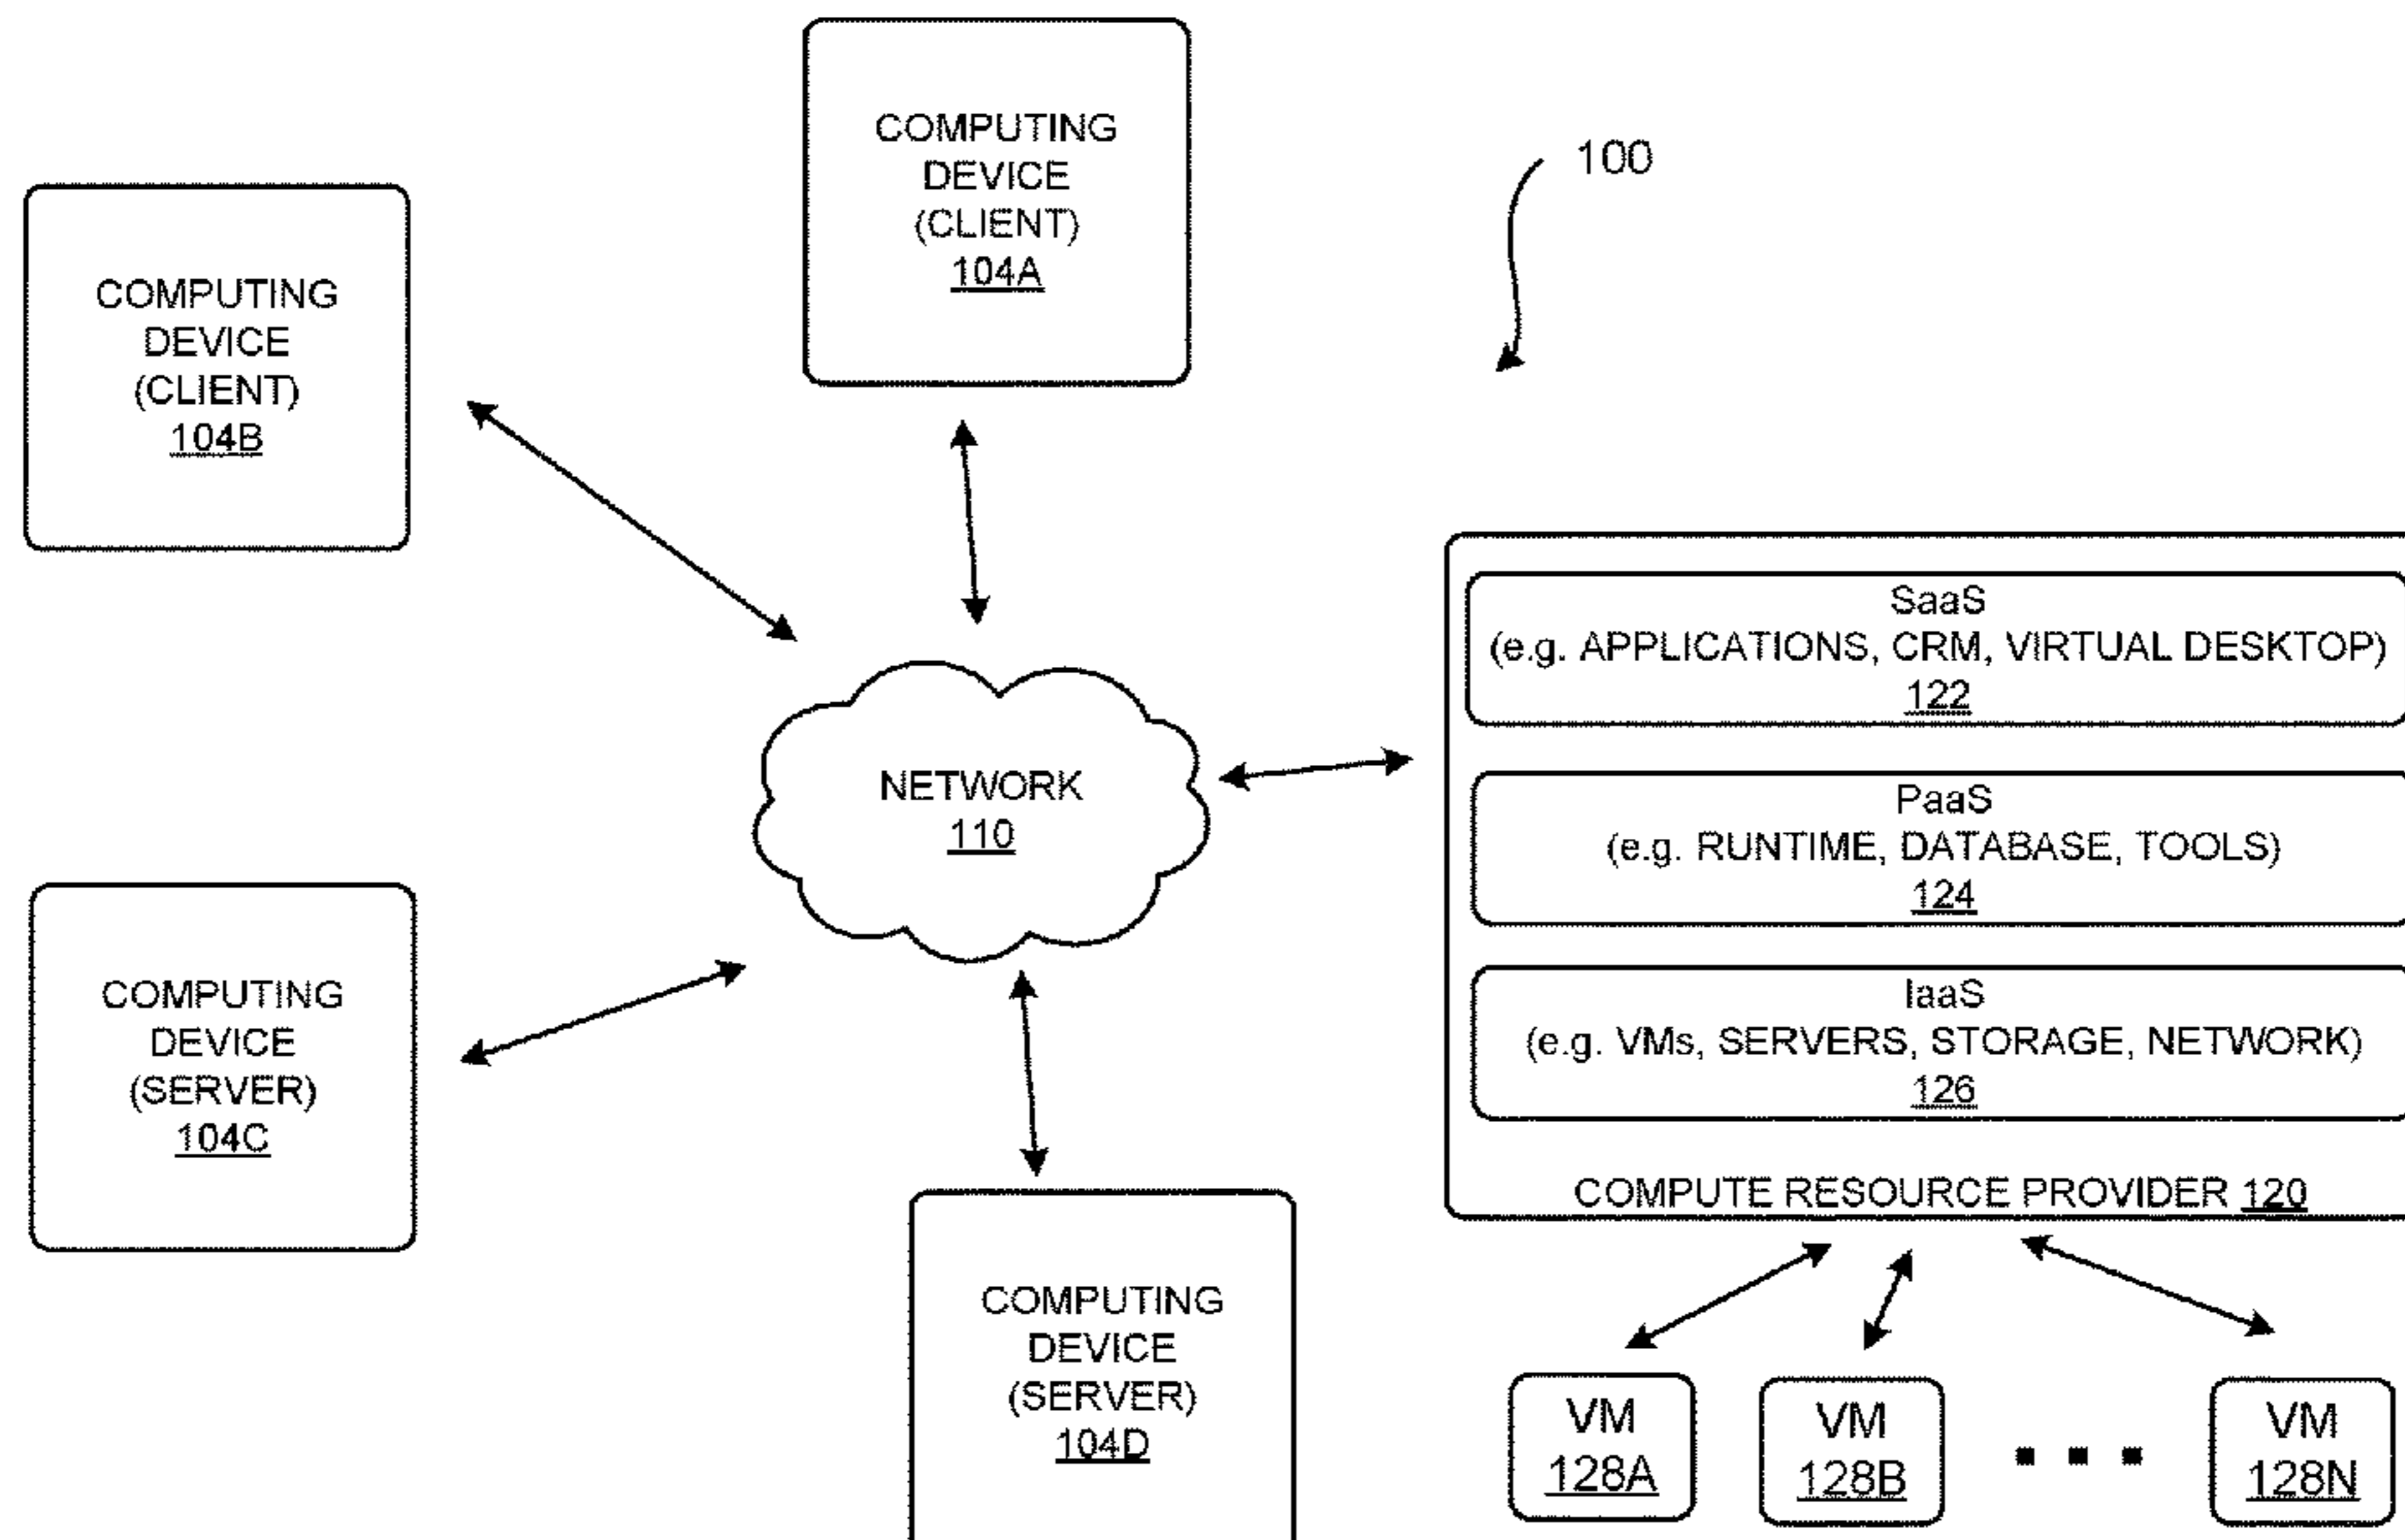 COMPUTING
DEVICE
(CLIENT)
104A
100
COMPUTING
DEVICE
(CLIENT)
104B
SaaS
(e.g. APPLICATIONS, CRM, VIRTUAL DESKTOP)
122
NETWORK
110
PaaS
(e.g. RUNTIME, DATABASE, TOOLS)
124
COMPUTING
DEVICE
(SERVER)
104C
IaaS
(e.g. VMs, SERVERS, STORAGE, NETWORK)
126
COMPUTE RESOURCE PROVIDER 120
COMPUTING
DEVICE
(SERVER)
104D
VM
128A
VM
128B
VM
128N